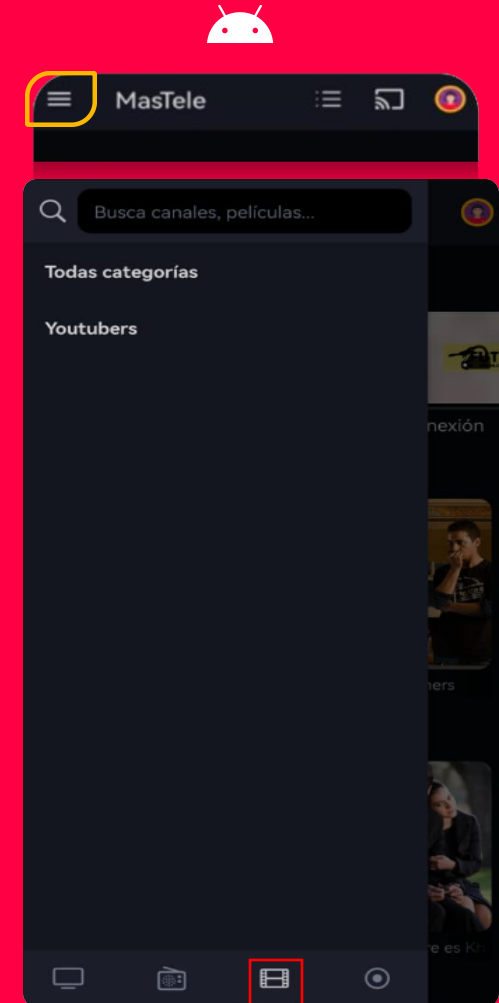 MasTele
Busca canales, películas...
Todas categorías
Youtubers
nexión
ners
re es Kh